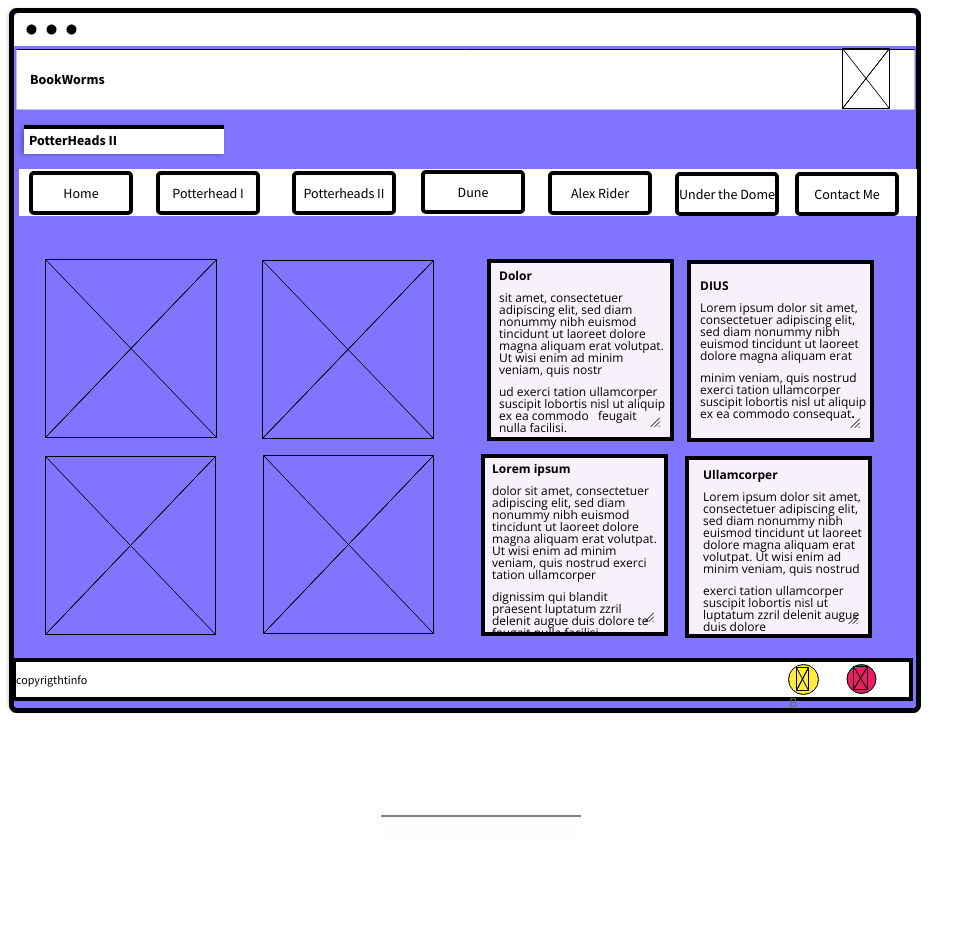 BookWorms
PotterHeads II
Home
Potterhead I
Potterheads II
Dune
Alex Rider
Under the Dome
Contact Me
Dolor
sit amet, consectetuer
adipiscing elit, sed diam
nonummy nibh euismod
tincidunt ut laoreet dolore
magna aliquam erat volutpat.
Ut wisi enim ad minim
veniam, quis nostr
ud exerci tation ullamcorper
suscipit lobortis nisl ut aliquip
ex ea commodo feugait
nulla facilisi.
DIUS
Lorem ipsum dolor sit amet,
consectetuer adipiscing elit,
sed diam nonummy nibh
euismod tincidunt ut laoreet
dolore magna aliquam erat
minim veniam, quis nostrud
exerci tation ullamcorper
suscipit lobortis nisl ut aliquip
ex ea commodo consequat.
Lorem ipsum
dolor sit amet, consectetuer
adipiscing elit, sed diam
nonummy nibh euismod
tincidunt ut laoreet dolore
magna aliquam erat volutpat.
Ut wisi enim ad minim
veniam, quis nostrud exerci
tation ullamcorper
dignissim qui blandit
praesent luptatum zzril
delenit augue duis dolore te
feugait nulla facilisi.
Ullamcorper
Lorem ipsum dolor sit amet,
consectetuer adipiscing elit,
sed diam nonummy nibh
euismod tincidunt ut laoreet
dolore magna aliquam erat
volutpat. Ut wisi enim ad
minim veniam, quis nostrud
exerci tation ullamcorper
suscipit lobortis nisl ut
luptatum zzril delenit augue
duis dolore
copyrigthtinfo